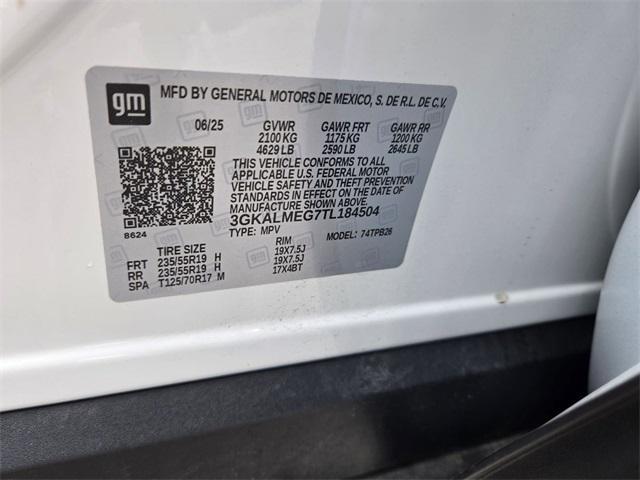 gm
MFD BY GENERAL MOTORS DE MEXICO, S. DE R.L. DE C.V.
06/25 GVWR GAWR FRT GAWR RR
2100 KG 1175 KG 1200 KG
4629 LB 2590 LB 2645 LB
THIS VEHICLE CONFORMS TO ALL
APPLICABLE U.S. FEDERAL MOTOR
VEHICLE SAFETY AND THEFT PREVENTION
STANDARDS IN EFFECT ON THE DATE OF
MANUFACTURE SHOWN ABOVE.
3GKALMEG7TL184504
8624 TYPE: MPV MODEL: 74TPB26
TIRE SIZE RIM
FRT 235/55R19 H 19X7.5J
RR 235/55R19 H 19X7.5J
SPA T125/70R17 M 17X4BT